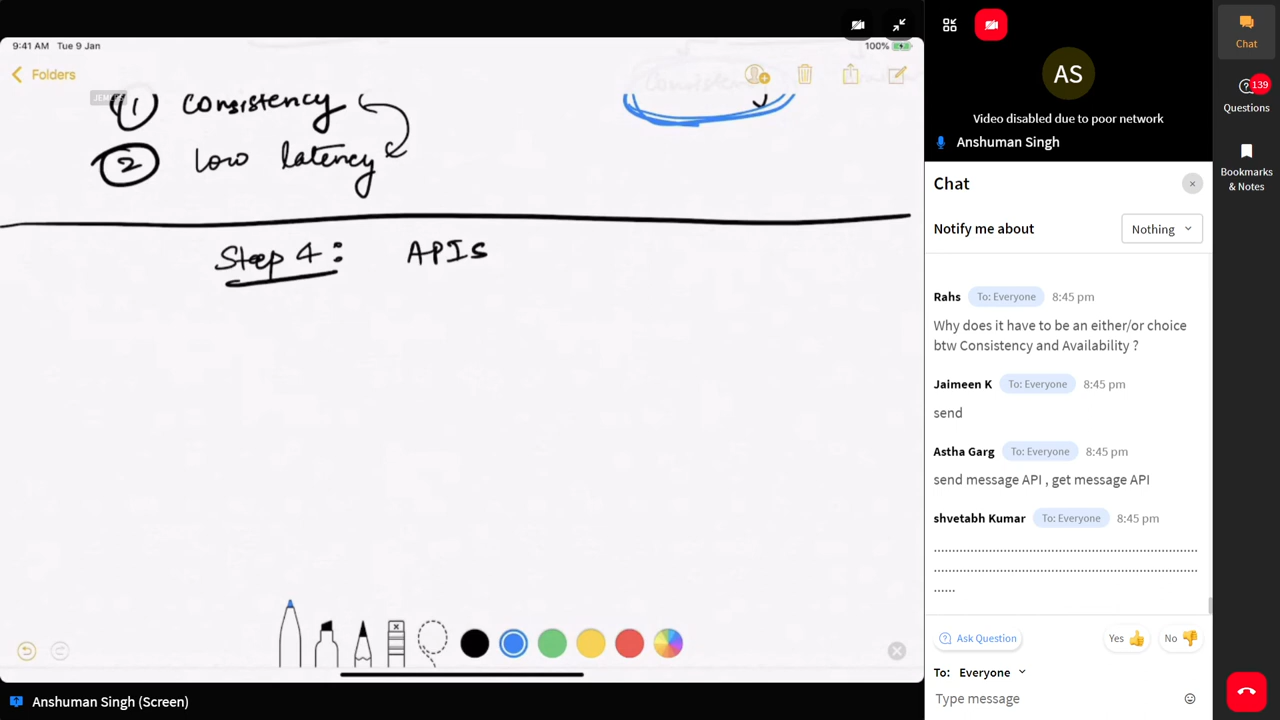 9:41 AM Tue 9 Jan
100%
Folders
① Consistency
② Low latency
Step 4: APIs
Anshuman Singh (Screen)
AS
Video disabled due to poor network
Anshuman Singh
Chat
Notify me about
Nothing
Rahs To: Everyone 8:45 pm
Why does it have to be an either/or choice
btw Consistency and Availability ?
Jaimeen K To: Everyone 8:45 pm
send
Astha Garg To: Everyone 8:45 pm
send message API , get message API
shvetabh Kumar To: Everyone 8:45 pm
........................................................................
........................................................................
......
Ask Question
Yes
No
To: Everyone
Type message
Chat
139
Questions
Bookmarks
& Notes